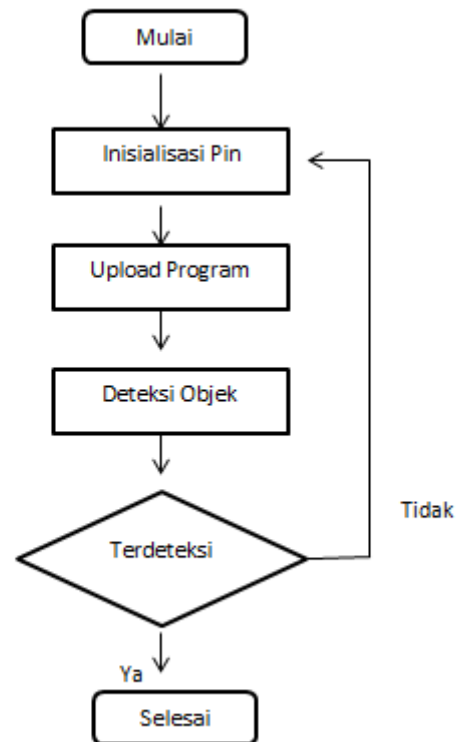 Mulai
Inisialisasi Pin
Upload Program
Deteksi Objek
Tidak
Terdeteksi
Ya
Selesai